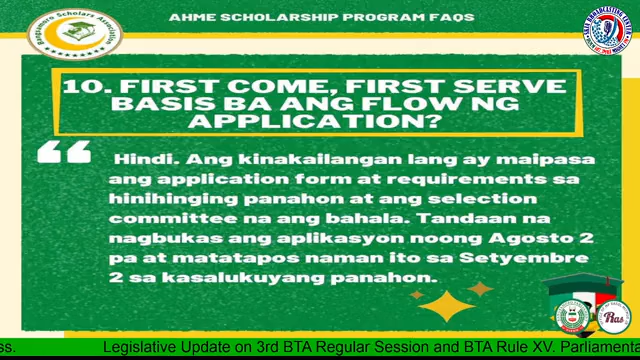 AHME SCHOLARSHIP PROGRAM FAQS
Bangsamoro Scholars Association
10. FIRST COME, FIRST SERVE
BASIS BA ANG FLOW NG
APPLICATION?
Hindi. Ang kinakailangan lang ay maipasa
ang application form at requirements sa
hinihinging panahon at ang selection
committee na ang bahala. Tandaan na
nagbukas ang aplikasyon noong Agosto 2
pa at matatapos naman ito sa Setyembre
2 sa kasalukuyang panahon.
ss. Legislative Update on 3rd BTA Regular Session and BTA Rule XV. Parliamenta